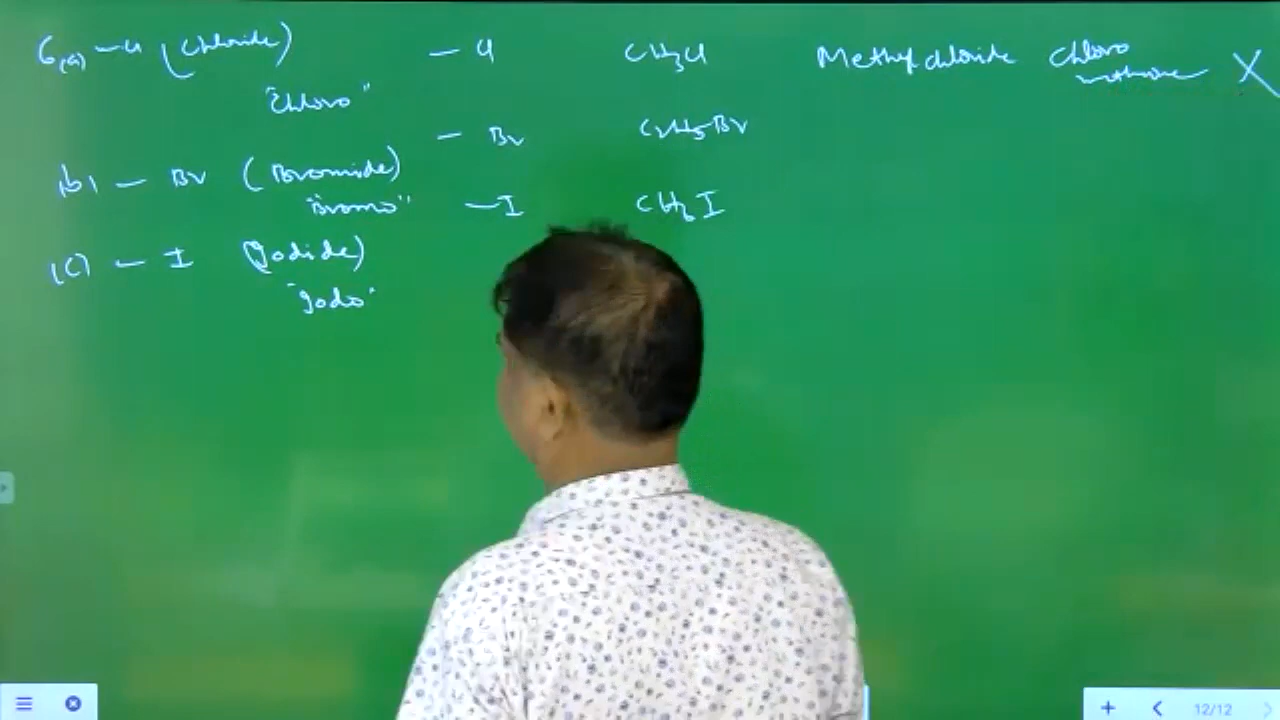 6(a) – Cl (Chloride) – Cl CH3Cl Methyl chloride Chloro methane X
"Chloro"
– Br C2H5Br
(b) – Br (Bromide)
"Bromo" – I CH3I
(c) – I (Iodide)
"Iodo"
12/12